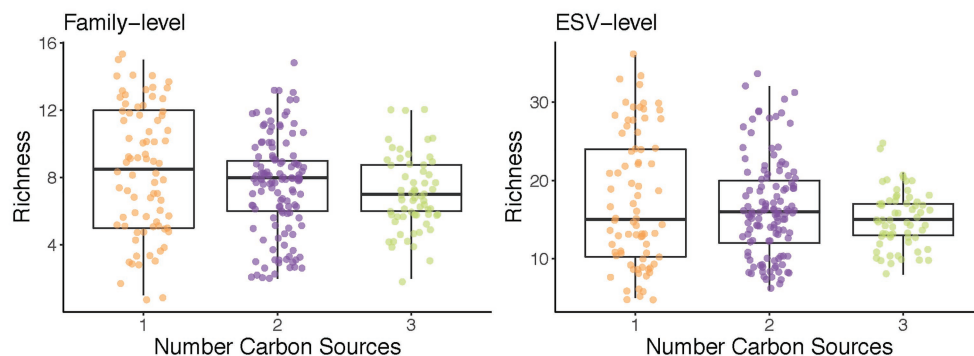 Family-level
Richness
16
12
8
4
1 2 3
Number Carbon Sources
ESV-level
Richness
30
20
10
1 2 3
Number Carbon Sources